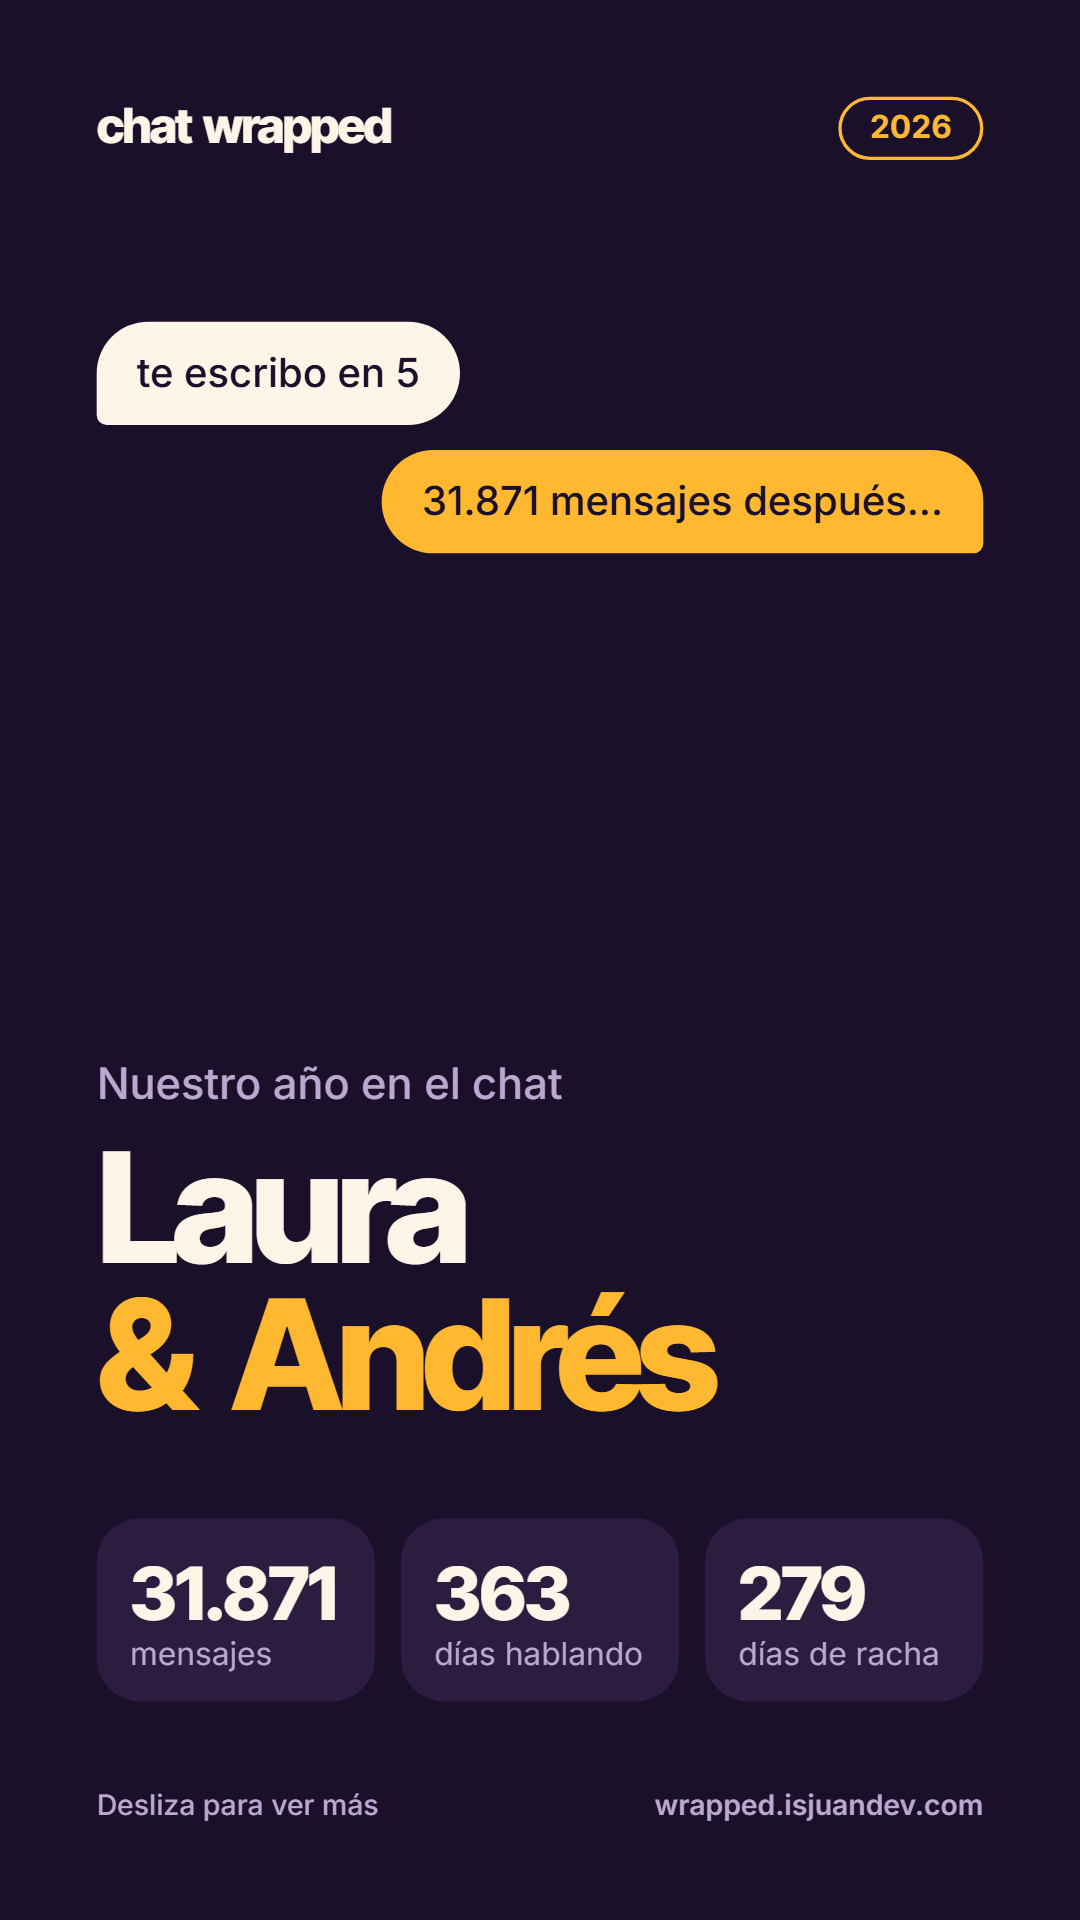 chat wrapped
2026
te escribo en 5
31.871 mensajes después...
Nuestro año en el chat
Laura
& Andrés
31.871
mensajes
363
días hablando
279
días de racha
Desliza para ver más
wrapped.isjuandev.com